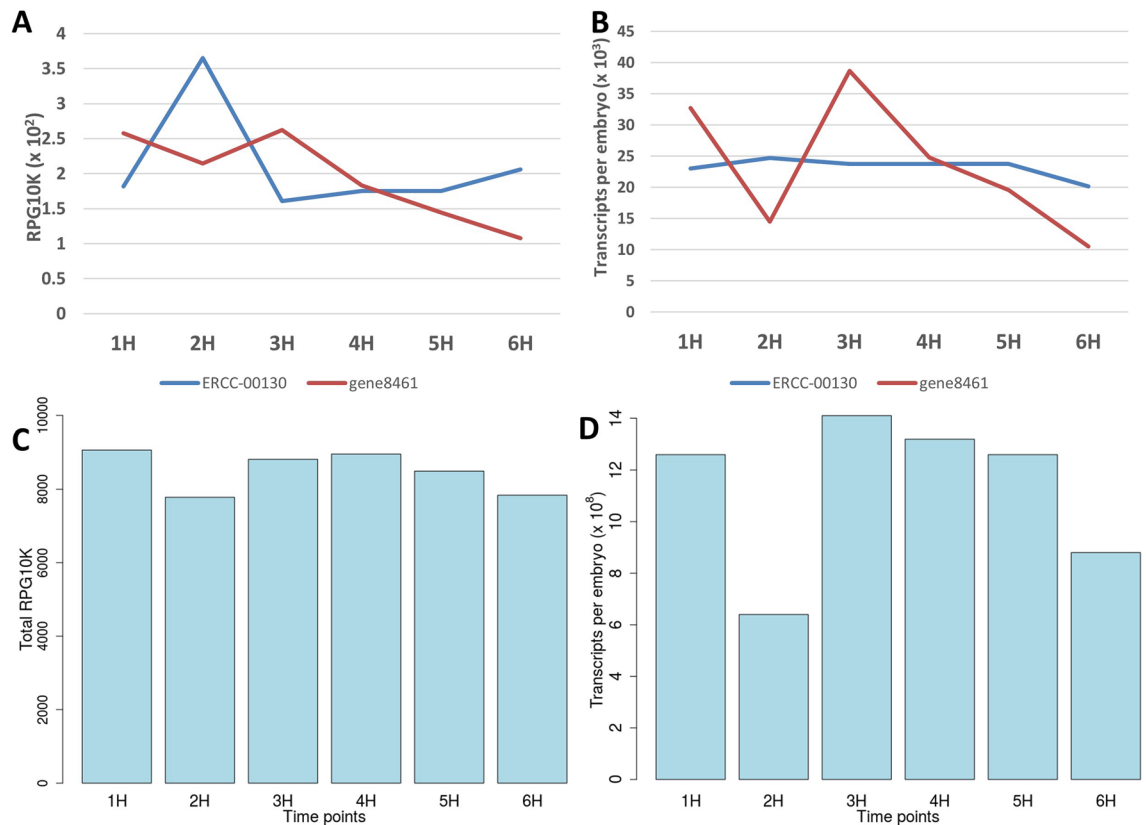 A
RPG10K (x 10²)
4
3.5
3
2.5
2
1.5
1
0.5
0
1H 2H 3H 4H 5H 6H
B
Transcripts per embryo (x 10³)
45
40
35
30
25
20
15
10
5
0
1H 2H 3H 4H 5H 6H
ERCC-00130 gene8461
ERCC-00130 gene8461
C
Total RPG10K
10000
8000
6000
4000
2000
0
1H 2H 3H 4H 5H 6H
Time points
D
Transcripts per embryo (x 10⁸)
14
12
10
8
6
4
2
0
1H 2H 3H 4H 5H 6H
Time points